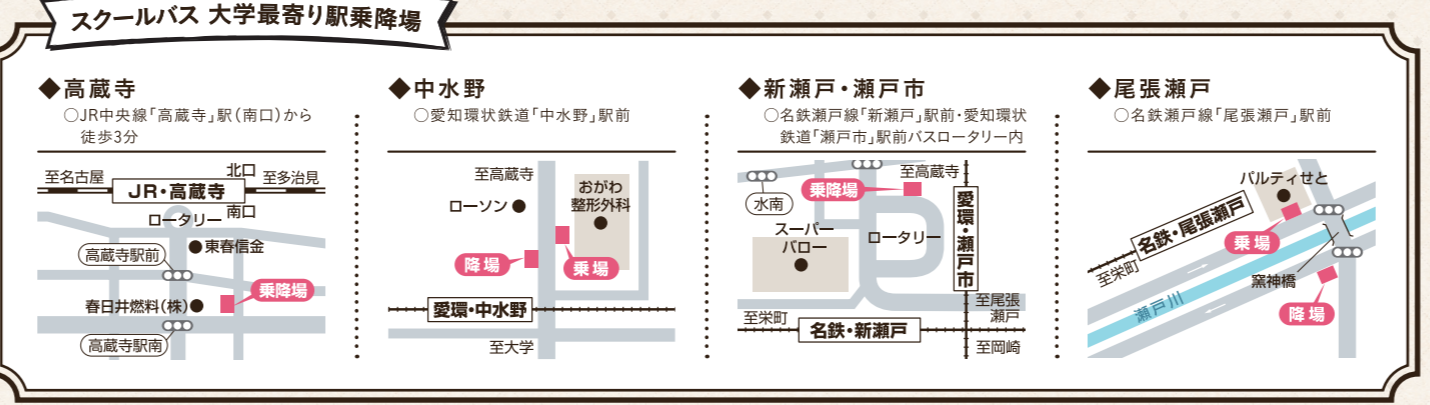 スクールバス 大学最寄り駅乗降場
◆高蔵寺
○JR中央線「高蔵寺」駅(南口)から
徒歩3分
至名古屋
北口
至多治見
JR・高蔵寺
ロータリー
南口
高蔵寺駅前
東春信金
春日井燃料(株)
乗降場
高蔵寺駅南
◆中水野
○愛知環状鉄道「中水野」駅前
至高蔵寺
ローソン
おがわ
整形外科
降場
乗場
愛環・中水野
至大学
◆新瀬戸・瀬戸市
○名鉄瀬戸線「新瀬戸」駅前・愛知環状
鉄道「瀬戸市」駅前バスロータリー内
至高蔵寺
水南
乗降場
スーパー
バロー
ロータリー
愛環・瀬戸市
至尾張
瀬戸
至栄町
名鉄・新瀬戸
至岡崎
◆尾張瀬戸
○名鉄瀬戸線「尾張瀬戸」駅前
パルティせと
名鉄・尾張瀬戸
乗場
至栄町
窯神橋
瀬戸川
降場